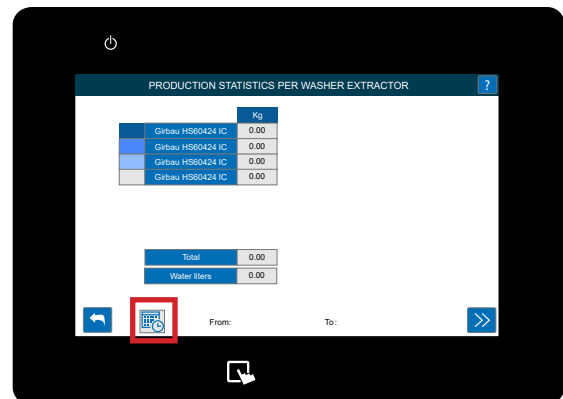 PRODUCTION STATISTICS PER WASHER EXTRACTOR ?
Kg
Girbau HS60424 IC 0.00
Girbau HS60424 IC 0.00
Girbau HS60424 IC 0.00
Girbau HS60424 IC 0.00
Total 0.00
Water liters 0.00
From: To: